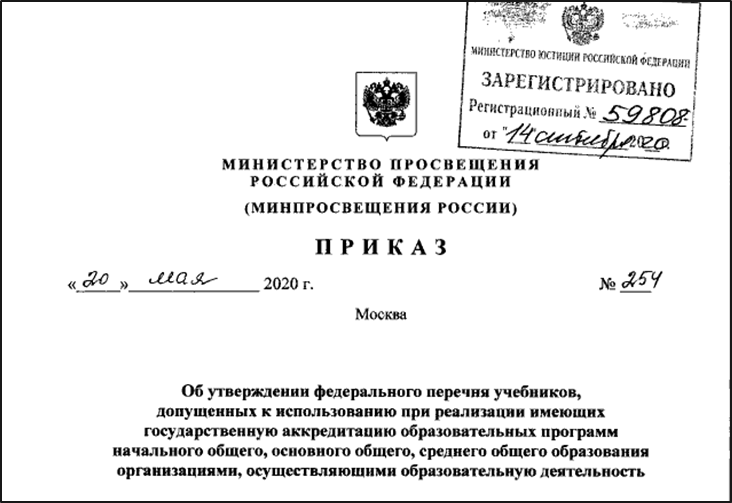 МИНИСТЕРСТВО ЮСТИЦИИ РОССИЙСКОЙ ФЕДЕРАЦИИ
ЗАРЕГИСТРИРОВАНО
Регистрационный № 59808
от "14 сентября 2020
МИНИСТЕРСТВО ПРОСВЕЩЕНИЯ
РОССИЙСКОЙ ФЕДЕРАЦИИ
(МИНПРОСВЕЩЕНИЯ РОССИИ)
ПРИКАЗ
«20» мая 2020 г. № 254
Москва
Об утверждении федерального перечня учебников,
допущенных к использованию при реализации имеющих
государственную аккредитацию образовательных программ
начального общего, основного общего, среднего общего образования
организациями, осуществляющими образовательную деятельность